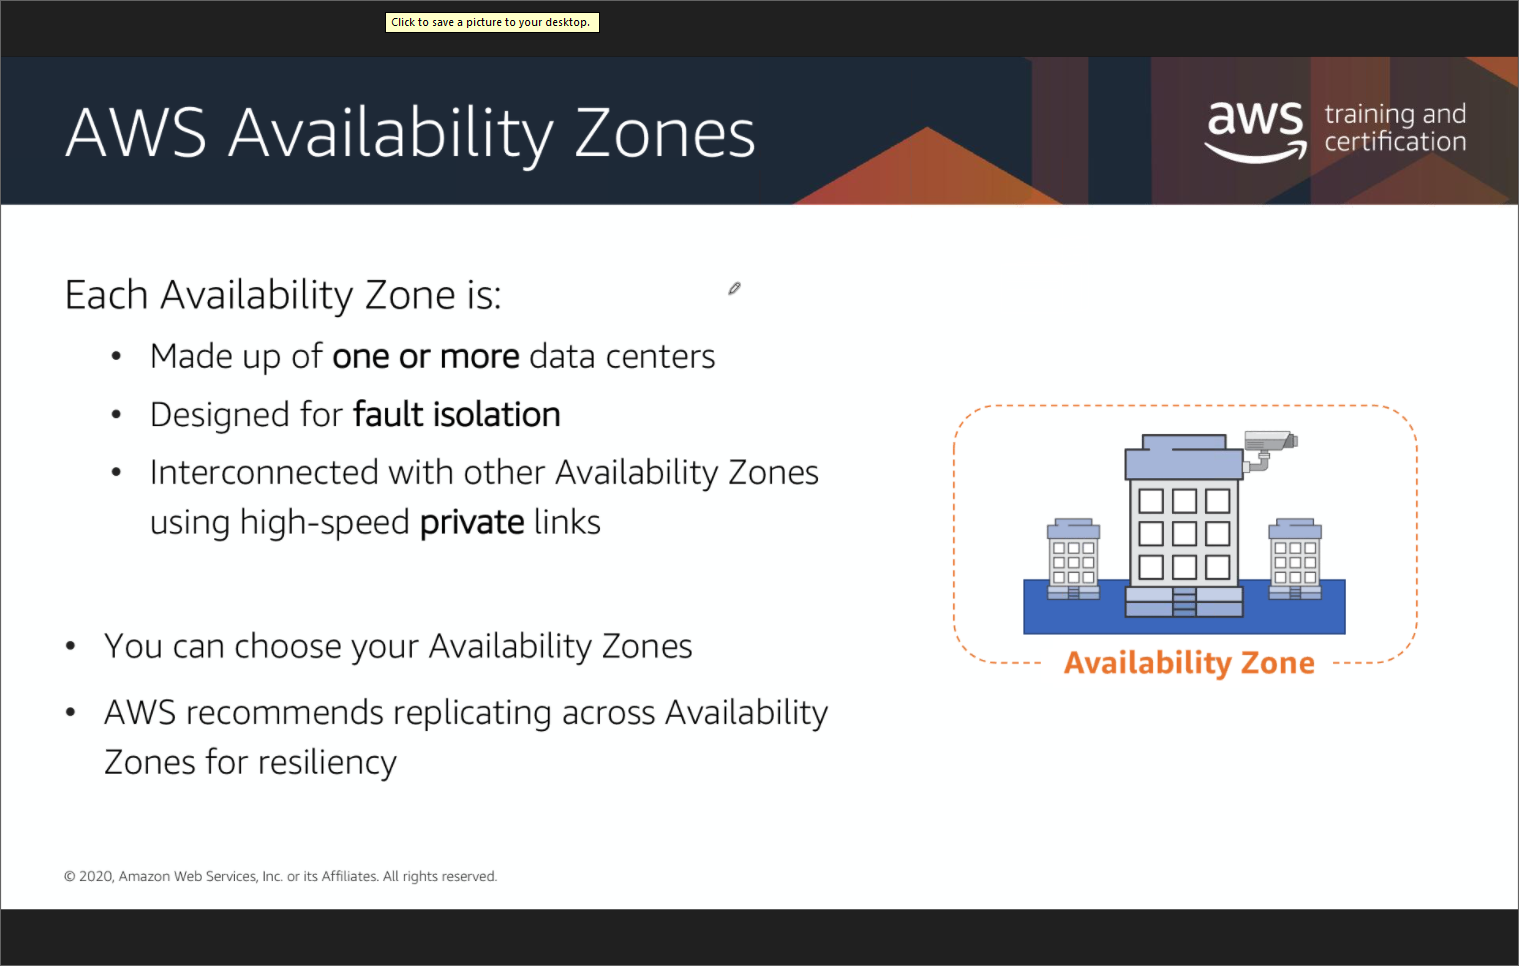 Click to save a picture to your desktop.
AWS Availability Zones
aws training and
certification
Each Availability Zone is:
• Made up of one or more data centers
• Designed for fault isolation
• Interconnected with other Availability Zones
using high-speed private links
• You can choose your Availability Zones
• AWS recommends replicating across Availability
Zones for resiliency
Availability Zone
© 2020, Amazon Web Services, Inc. or its Affiliates. All rights reserved.